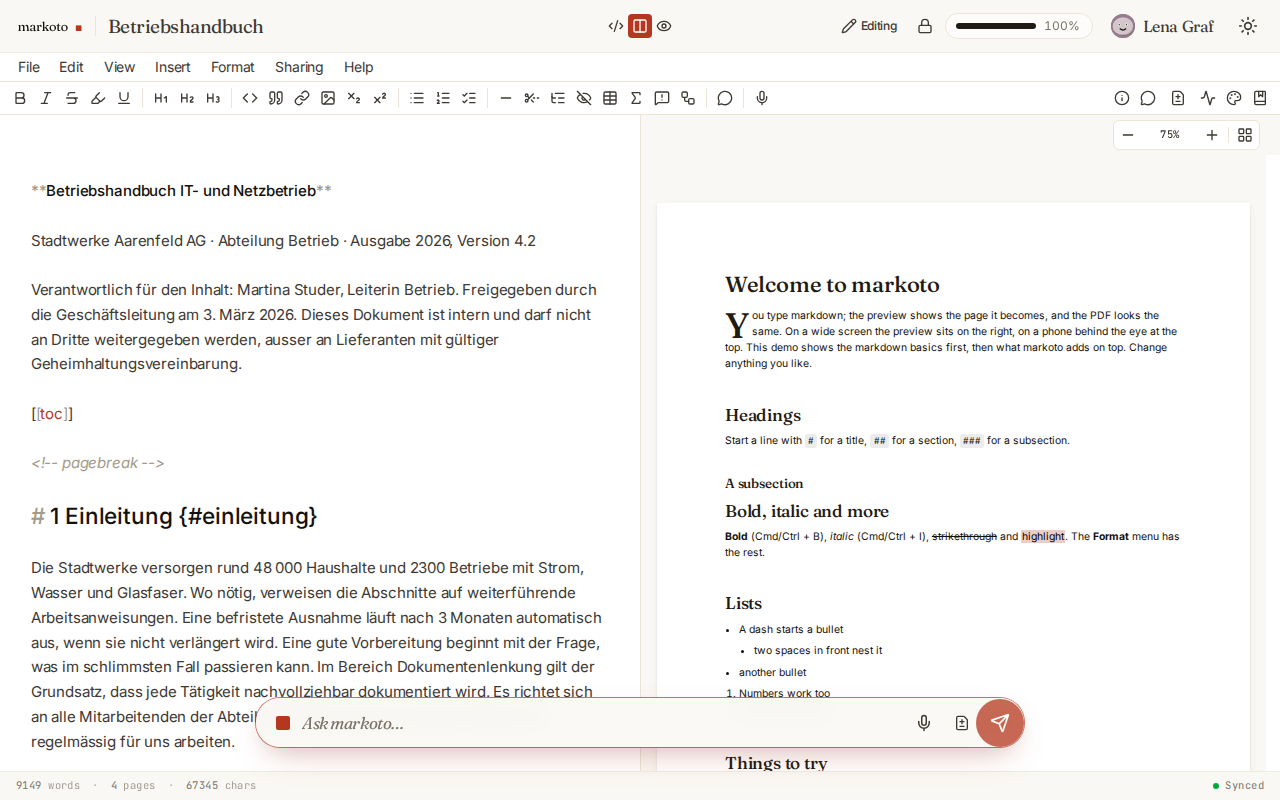 markoto
Betriebshandbuch
Editing
100%
Lena Graf
File Edit View Insert Format Sharing Help
H1 H2 H3
75%
**Betriebshandbuch IT- und Netzbetrieb**
Stadtwerke Aarenfeld AG · Abteilung Betrieb · Ausgabe 2026, Version 4.2
Verantwortlich für den Inhalt: Martina Studer, Leiterin Betrieb. Freigegeben durch
die Geschäftsleitung am 3. März 2026. Dieses Dokument ist intern und darf nicht
an Dritte weitergegeben werden, ausser an Lieferanten mit gültiger
Geheimhaltungsvereinbarung.
[[toc]]
<!-- pagebreak -->
# 1 Einleitung {#einleitung}
Die Stadtwerke versorgen rund 48 000 Haushalte und 2300 Betriebe mit Strom,
Wasser und Glasfaser. Wo nötig, verweisen die Abschnitte auf weiterführende
Arbeitsanweisungen. Eine befristete Ausnahme läuft nach 3 Monaten automatisch
aus, wenn sie nicht verlängert wird. Eine gute Vorbereitung beginnt mit der Frage,
was im schlimmsten Fall passieren kann. Im Bereich Dokumentenlenkung gilt der
Grundsatz, dass jede Tätigkeit nachvollziehbar dokumentiert wird. Es richtet sich
an alle Mitarbeitenden der
regelmässig für uns arbeiten.
Welcome to markoto
You type markdown; the preview shows the page it becomes, and the PDF looks the
same. On a wide screen the preview sits on the right, on a phone behind the eye at the
top. This demo shows the markdown basics first, then what markoto adds on top. Change
anything you like.
Headings
Start a line with # for a title, ## for a section, ### for a subsection.
A subsection
Bold, italic and more
Bold (Cmd/Ctrl + B), italic (Cmd/Ctrl + I), strikethrough and highlight. The Format menu has
the rest.
Lists
• A dash starts a bullet
• two spaces in front nest it
• another bullet
1. Numbers work too
Things to try
Ask markoto...
9149 words · 4 pages · 67345 chars
Synced